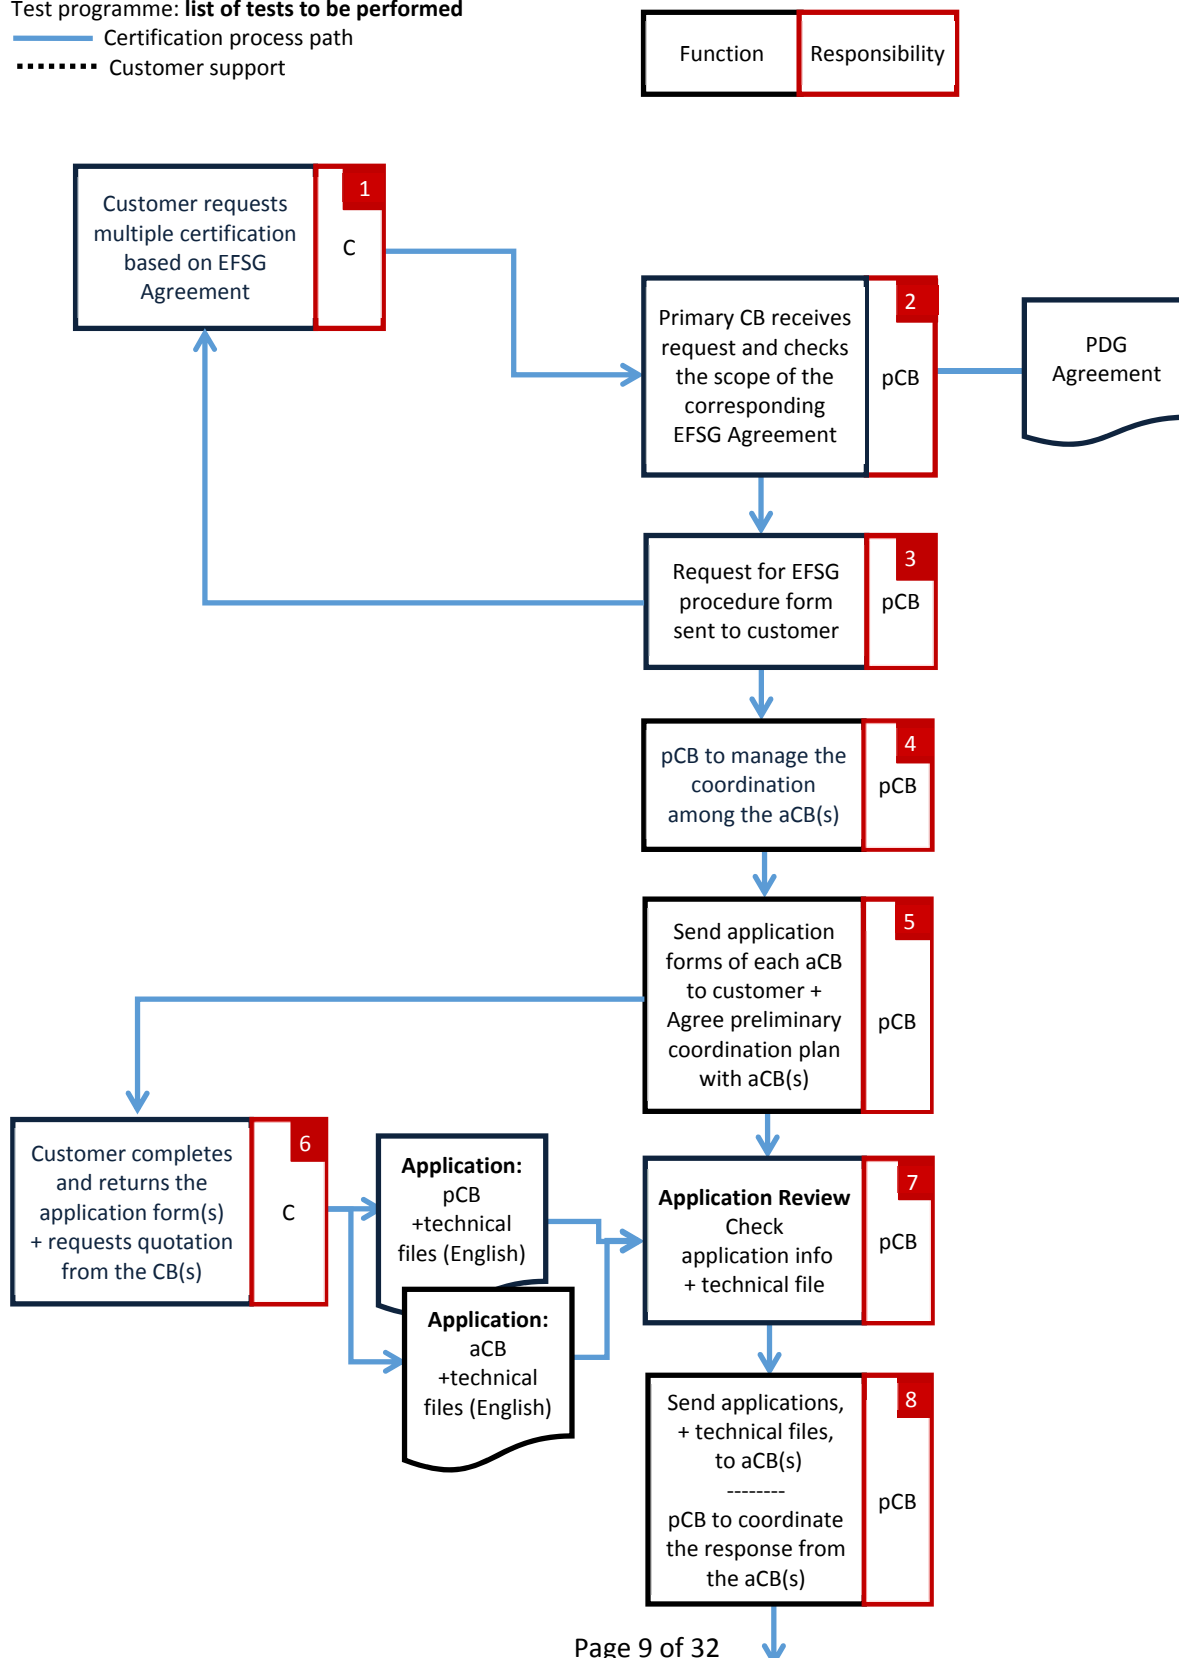 Test programme: list of tests to be performed
Certification process path
Customer support
Function
Responsibility
1
Customer requests
multiple certification
based on EFSG
Agreement
C
2
Primary CB receives
request and checks
the scope of the
corresponding
EFSG Agreement
pCB
PDG
Agreement
3
Request for EFSG
procedure form
sent to customer
pCB
4
pCB to manage the
coordination
among the aCB(s)
pCB
5
Send application
forms of each aCB
to customer +
Agree preliminary
coordination plan
with aCB(s)
pCB
6
Customer completes
and returns the
application form(s)
+ requests quotation
from the CB(s)
C
Application:
pCB
+technical
files (English)
Application:
aCB
+technical
files (English)
7
Application Review
Check
application info
+ technical file
pCB
8
Send applications,
+ technical files,
to aCB(s)
--------
pCB to coordinate
the response from
the aCB(s)
pCB
Page 9 of 32